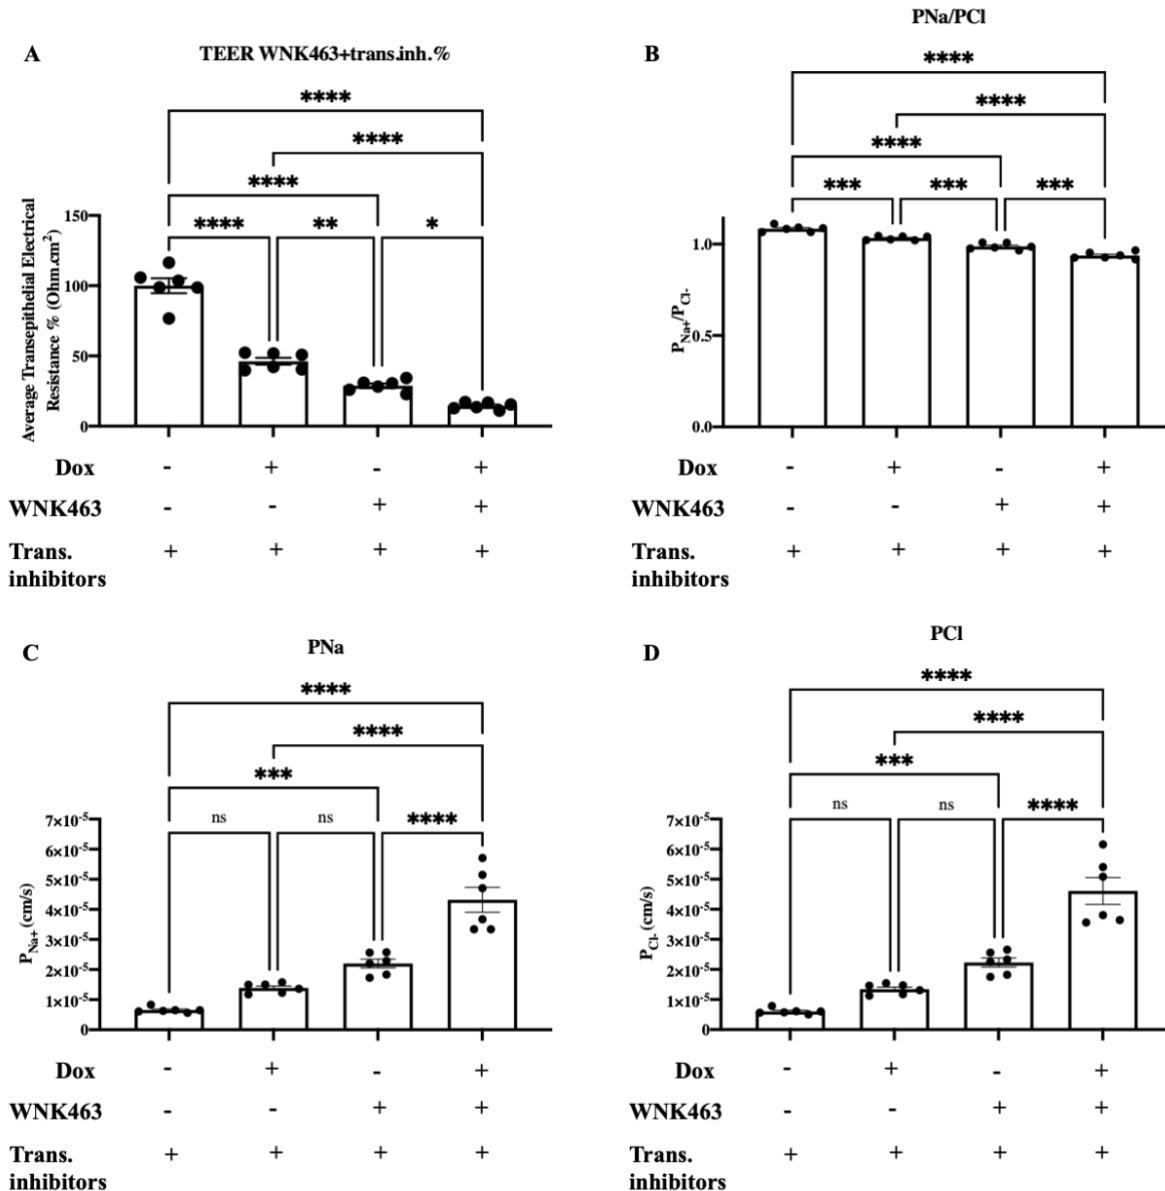 A
TEER WNK463+trans.inh.%
****
****
****
**** ** *
Average Transepithelial Electrical
Resistance % (Ohm.cm2)
150
100
50
0
Dox - + - +
WNK463 - - + +
Trans. + + + +
inhibitors
B
PNa/PCl
****
****
****
*** *** ***
PNa+/PCl-
1.0
0.5
0.0
Dox - + - +
WNK463 - - + +
Trans. + + + +
inhibitors
C
PNa
****
****
***
ns ns ****
PNa+ (cm/s)
7×10-5
6×10-5
5×10-5
4×10-5
3×10-5
2×10-5
1×10-5
0
Dox - + - +
WNK463 - - + +
Trans. + + + +
inhibitors
D
PCl
****
****
***
ns ns ****
PCl- (cm/s)
7×10-5
6×10-5
5×10-5
4×10-5
3×10-5
2×10-5
1×10-5
0
Dox - + - +
WNK463 - - + +
Trans. + + + +
inhibitors